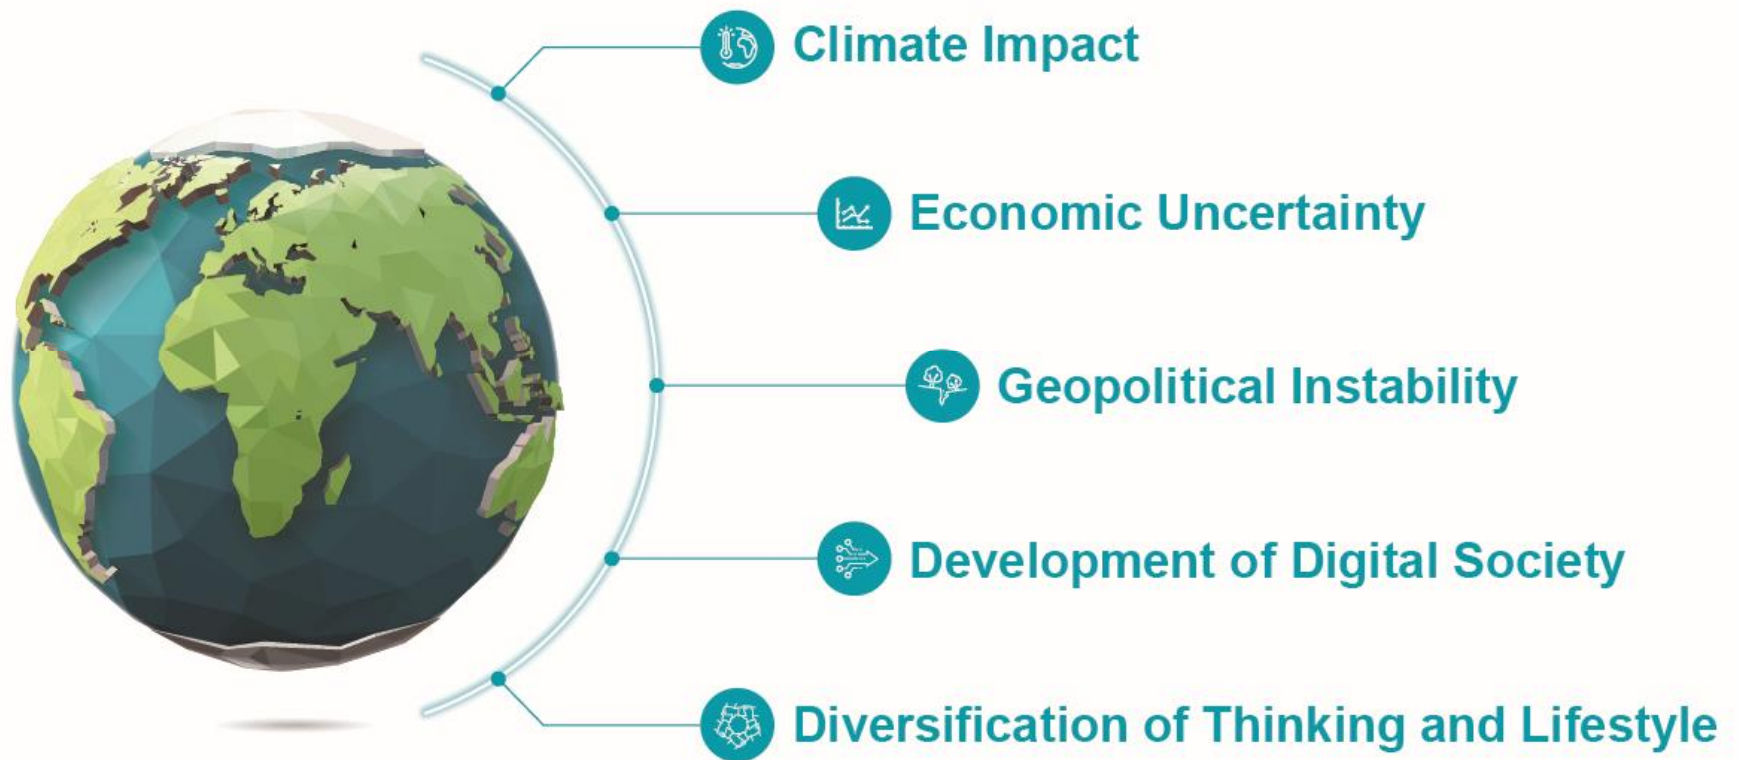 Climate Impact
Economic Uncertainty
Geopolitical Instability
Development of Digital Society
Diversification of Thinking and Lifestyle